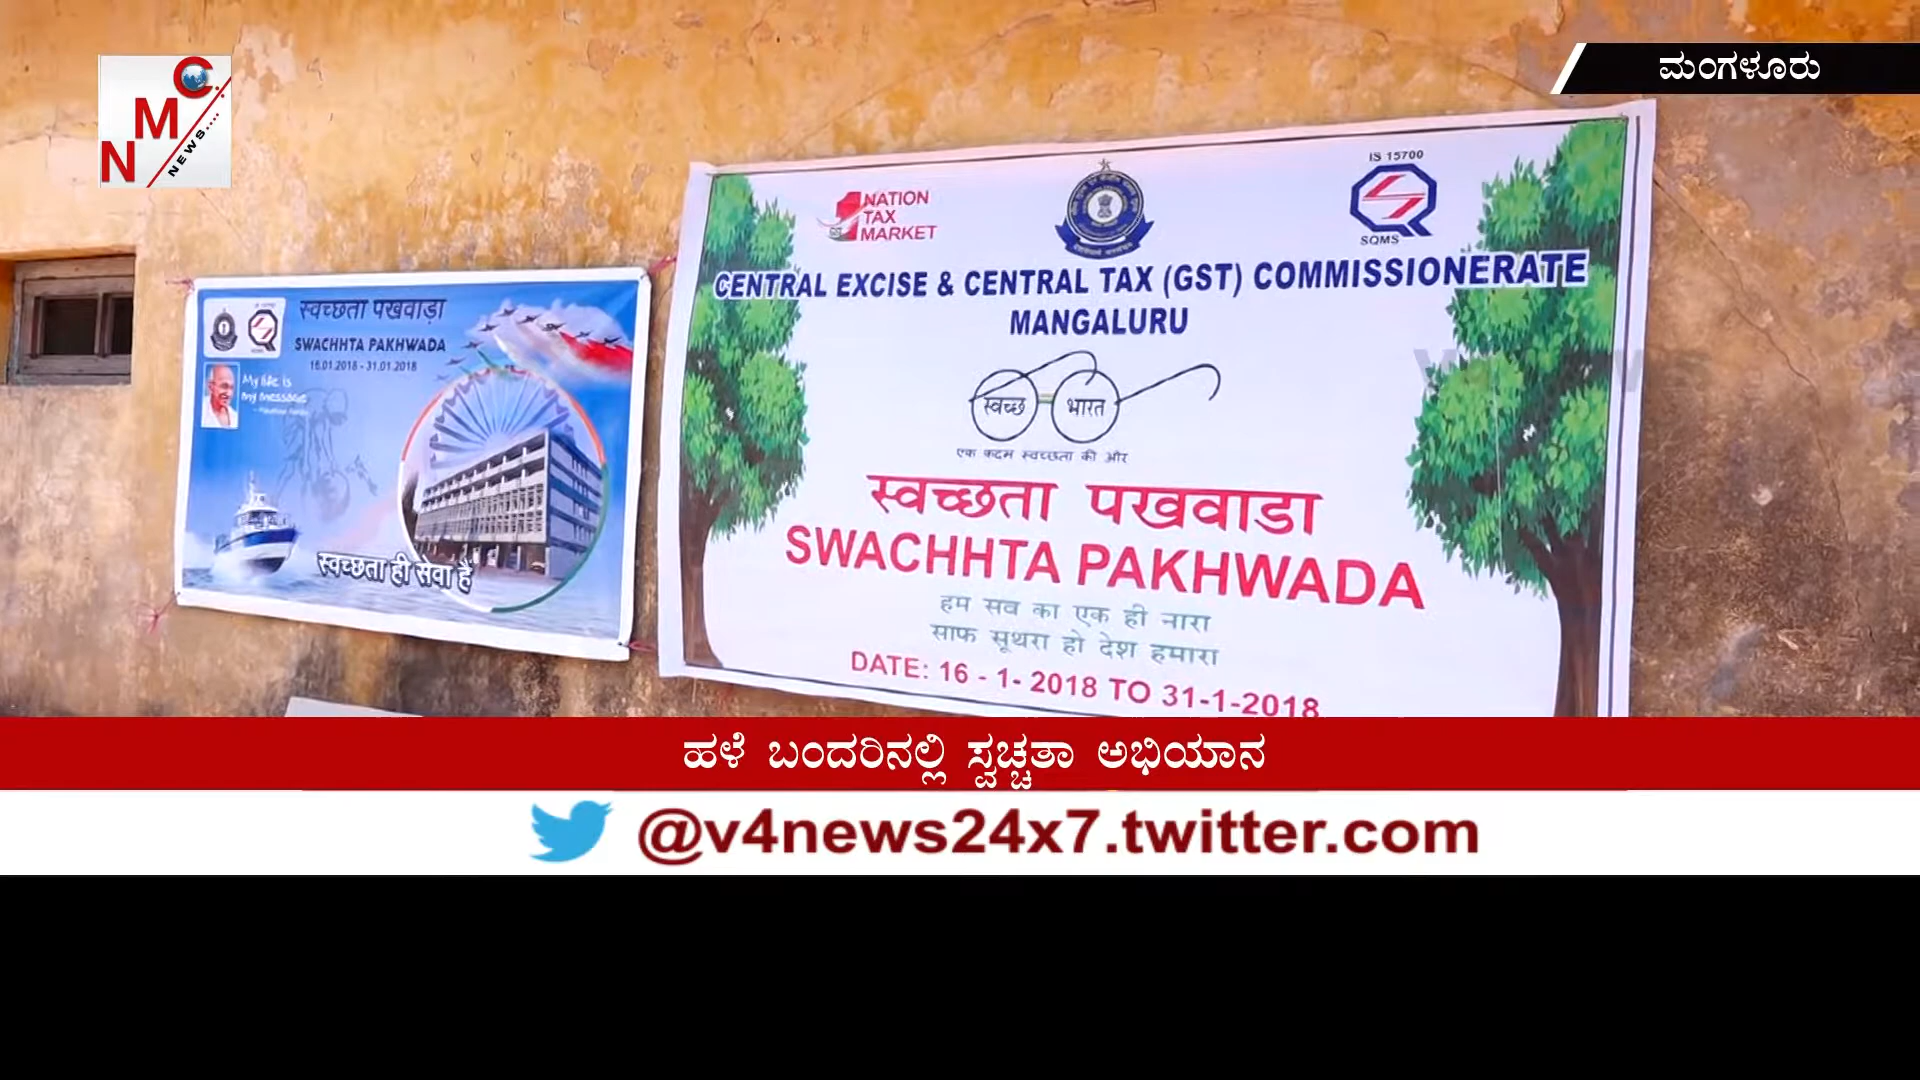 NMC
NEWS....
ಮಂಗಳೂರು
स्वच्छता पखवाड़ा
SWACHHTA PAKHWADA
16.01.2018 - 31.01.2018
My life is
my message
स्वच्छता ही सेवा है
NATION
TAX
MARKET
IS 15700
SQMS
CENTRAL EXCISE & CENTRAL TAX (GST) COMMISSIONERATE
MANGALURU
स्वच्छ भारत
एक कदम स्वच्छता की और
स्वच्छता पखवाडा
SWACHHTA PAKHWADA
हम सव का एक ही नारा
साफ सूथरा हो देश हमारा
DATE: 16 - 1- 2018 TO 31-1-2018
ಹಳೆ ಬಂದರಿನಲ್ಲಿ ಸ್ವಚ್ಚತಾ ಅಭಿಯಾನ
@v4news24x7.twitter.com